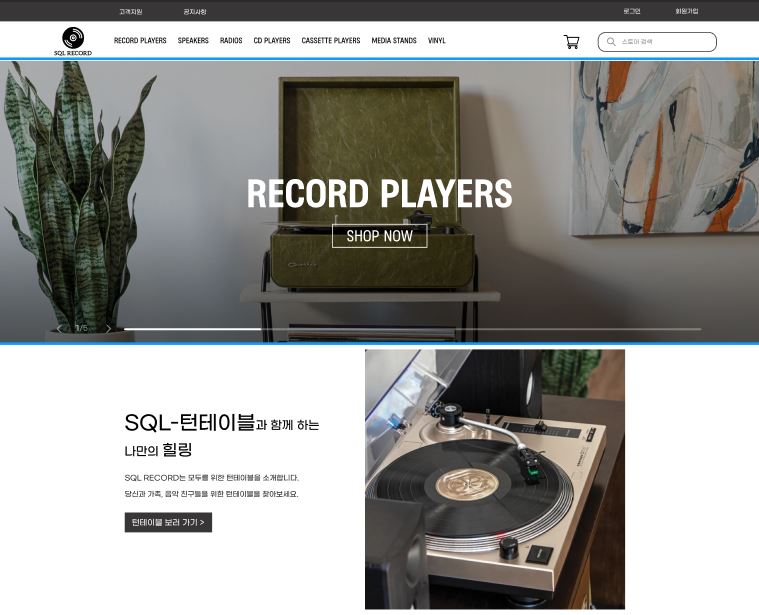 고객지원 공지사항 로그인 회원가입
SQL RECORD
RECORD PLAYERS SPEAKERS RADIOS CD PLAYERS CASSETTE PLAYERS MEDIA STANDS VINYL
스토어 검색
RECORD PLAYERS
SHOP NOW
1/5
SQL-턴테이블과 함께 하는
나만의 힐링
SQL RECORD는 모두를 위한 턴테이블을 소개합니다.
당신과 가족, 음악 친구들을 위한 턴테이블을 찾아보세요.
턴테이블 보러 가기 >